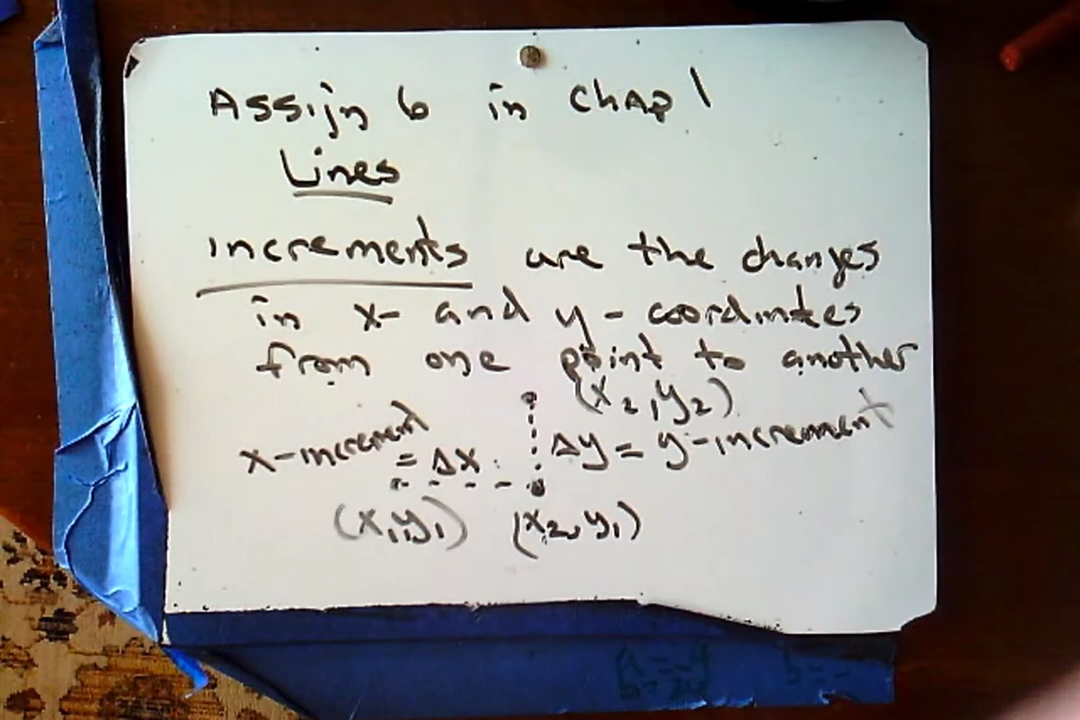 Assign 6 in Chap 1
Lines
increments are the changes
in x- and y-coordintes
from one point to another
(x2,y2)
x-increment
= Δx
Δy = y-increment
(x1,y1) (x2,y1)